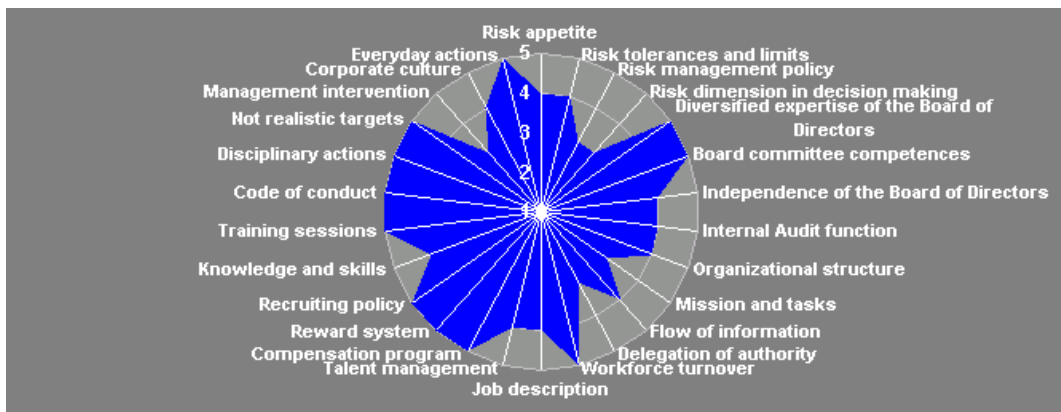 Risk appetite
Everyday actions
5
Risk tolerances and limits
Corporate culture
Risk management policy
Management intervention
4
Risk dimension in decision making
Not realistic targets
Diversified expertise of the Board of
Directors
3
Disciplinary actions
Board committee competences
2
Code of conduct
Independence of the Board of Directors
1
Training sessions
Internal Audit function
Knowledge and skills
Organizational structure
Recruiting policy
Mission and tasks
Reward system
Flow of information
Compensation program
Delegation of authority
Talent management
Workforce turnover
Job description